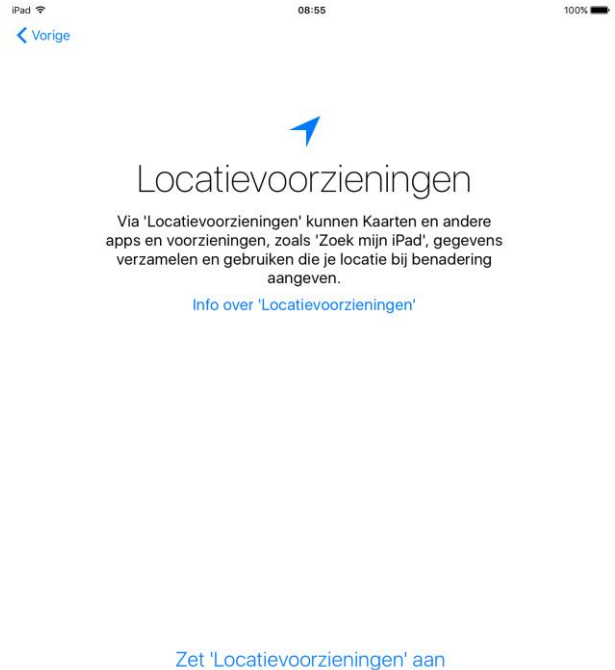 iPad 08:55 100%
Vorige
Locatievoorzieningen
Via 'Locatievoorzieningen' kunnen Kaarten en andere
apps en voorzieningen, zoals 'Zoek mijn iPad', gegevens
verzamelen en gebruiken die je locatie bij benadering
aangeven.
Info over 'Locatievoorzieningen'
Zet 'Locatievoorzieningen' aan